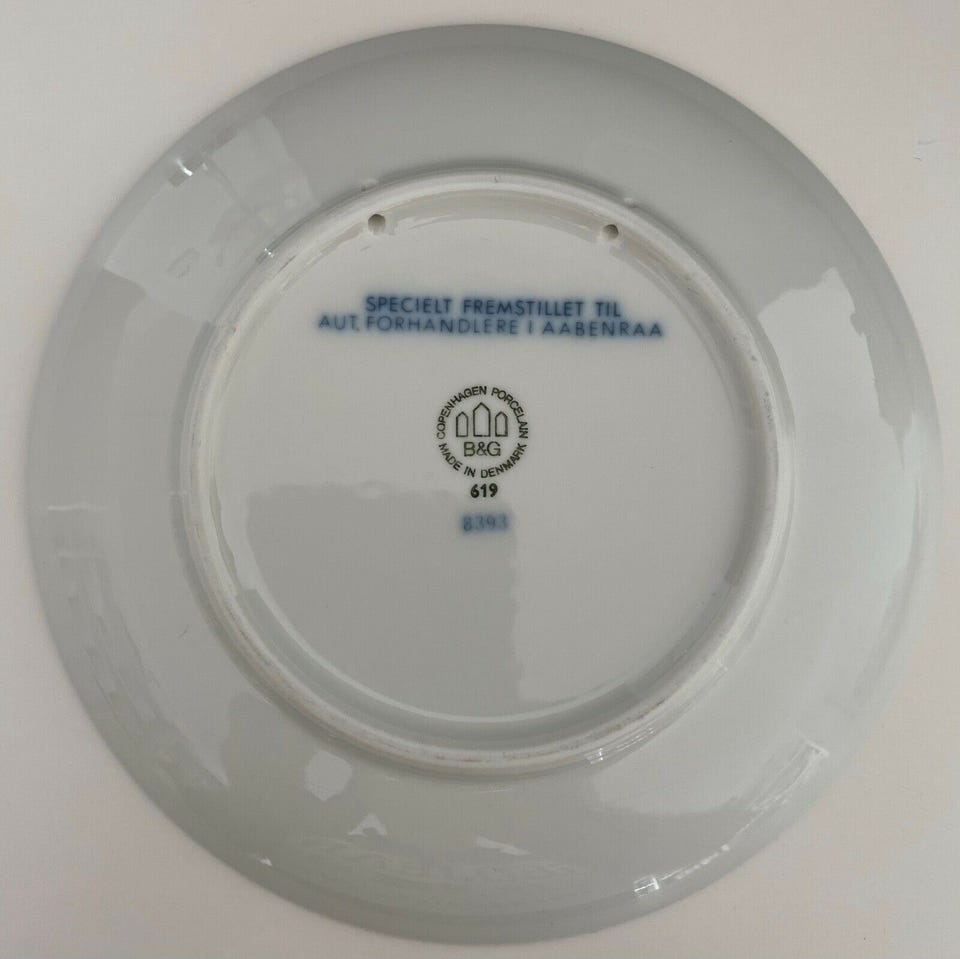 SPECIELT FREMSTILLET TIL
AUT. FORHANDLERE I AABENRAA
COPENHAGEN PORCELAIN
B&G
MADE IN DENMARK
619
8393